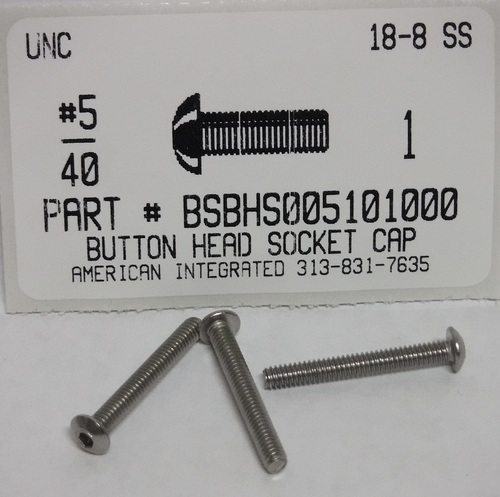 UNC 18-8 SS
#5
40
1
PART # BSBHS005101000
BUTTON HEAD SOCKET CAP
AMERICAN INTEGRATED 313-831-7635